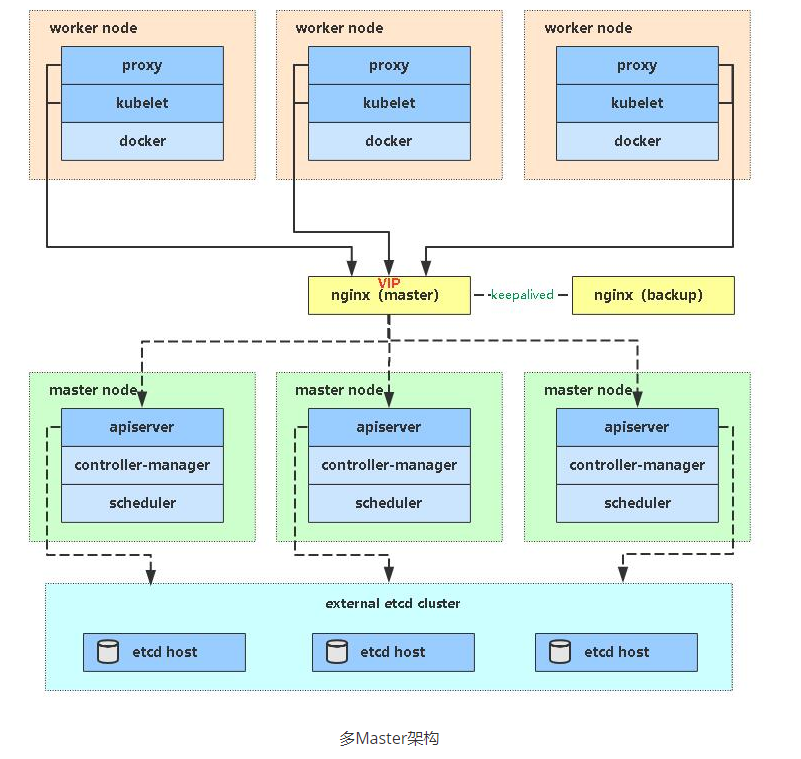 worker node
worker node
worker node
proxy
proxy
proxy
kubelet
kubelet
kubelet
docker
docker
docker
VIP
nginx (master)
keepalived
nginx (backup)
master node
master node
master node
apiserver
apiserver
apiserver
controller-manager
controller-manager
controller-manager
scheduler
scheduler
scheduler
external etcd cluster
etcd host
etcd host
etcd host
多Master架构